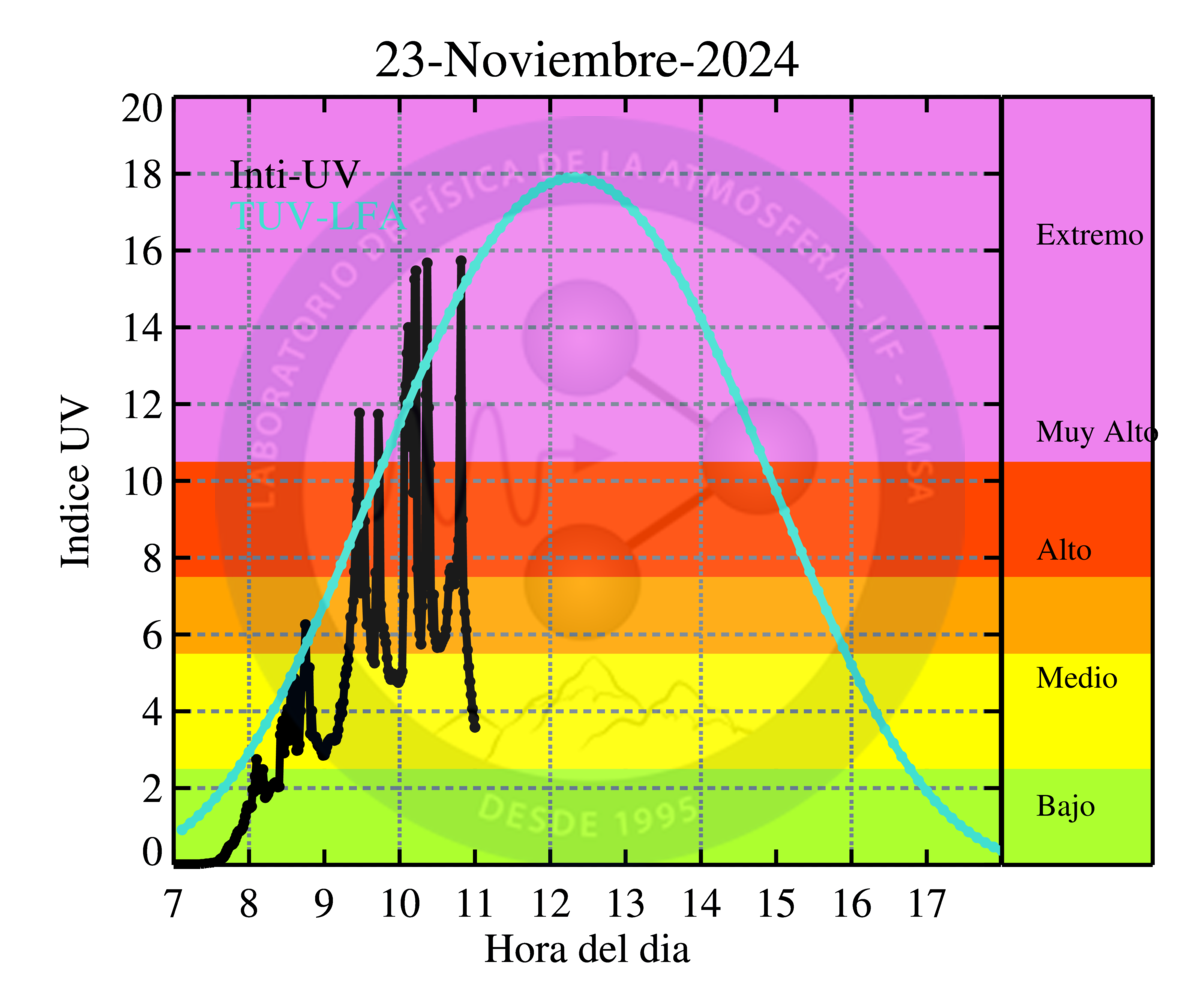 23-Noviembre-2024
20
18
16
14
12
10
8
6
4
2
0
Indice UV
Inti-UV
TUV-LFA
LABORATORIO DE FÍSICA DE LA ATMÓSFERA - IIF - UMSA
DESDE 1995
Extremo
Muy Alto
Alto
Medio
Bajo
7 8 9 10 11 12 13 14 15 16 17
Hora del dia